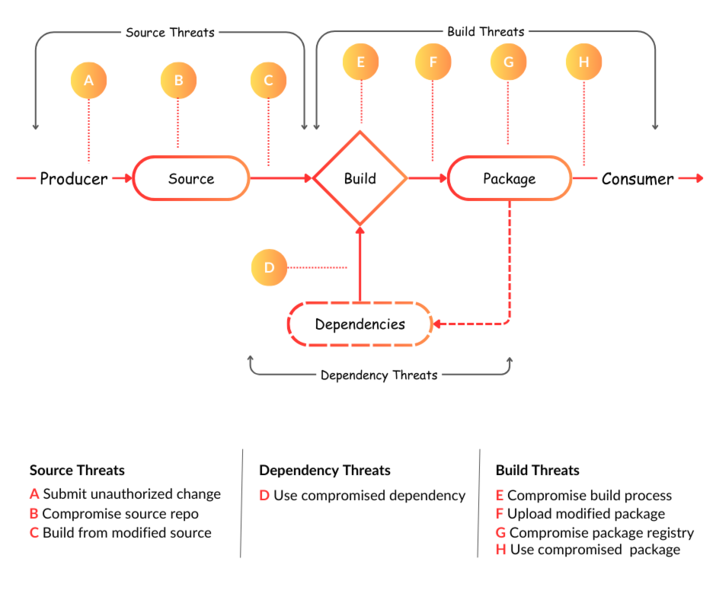 Source Threats
Build Threats
A
B
C
E
F
G
H
Producer
Source
Build
Package
Consumer
D
Dependencies
Dependency Threats
Source Threats
A Submit unauthorized change
B Compromise source repo
C Build from modified source
Dependency Threats
D Use compromised dependency
Build Threats
E Compromise build process
F Upload modified package
G Compromise package registry
H Use compromised package